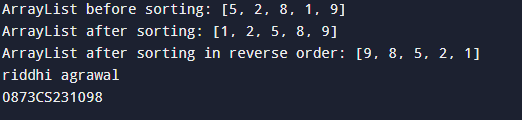 ArrayList before sorting: [5, 2, 8, 1, 9]
ArrayList after sorting: [1, 2, 5, 8, 9]
ArrayList after sorting in reverse order: [9, 8, 5, 2, 1]
riddhi agrawal
0873CS231098